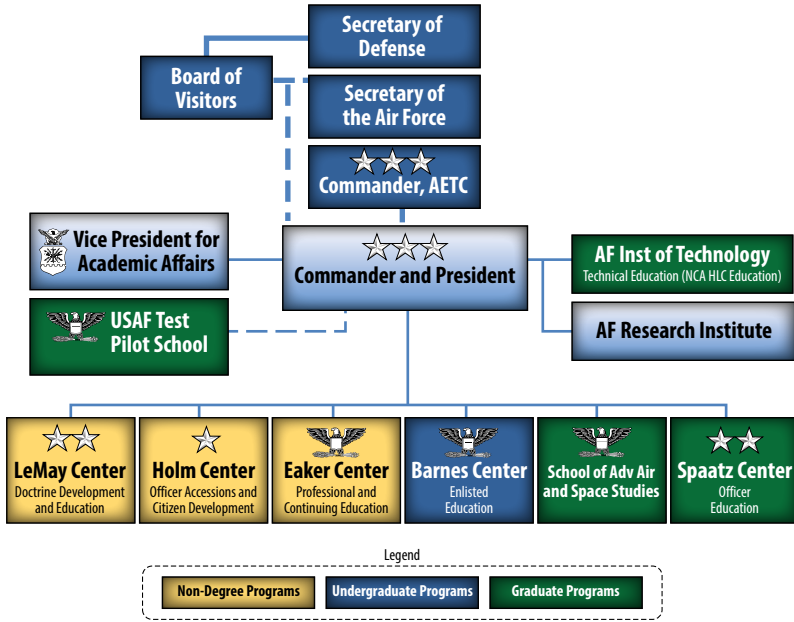 Secretary of
Defense
Board of
Visitors
Secretary of
the Air Force
Commander, AETC
Vice President for
Academic Affairs
Commander and President
AF Inst of Technology
Technical Education (NCA HLC Education)
USAF Test
Pilot School
AF Research Institute
LeMay Center
Doctrine Development
and Education
Holm Center
Officer Accessions and
Citizen Development
Eaker Center
Professional and
Continuing Education
Barnes Center
Enlisted
Education
School of Adv Air
and Space Studies
Spaatz Center
Officer
Education
Legend
Non-Degree Programs
Undergraduate Programs
Graduate Programs